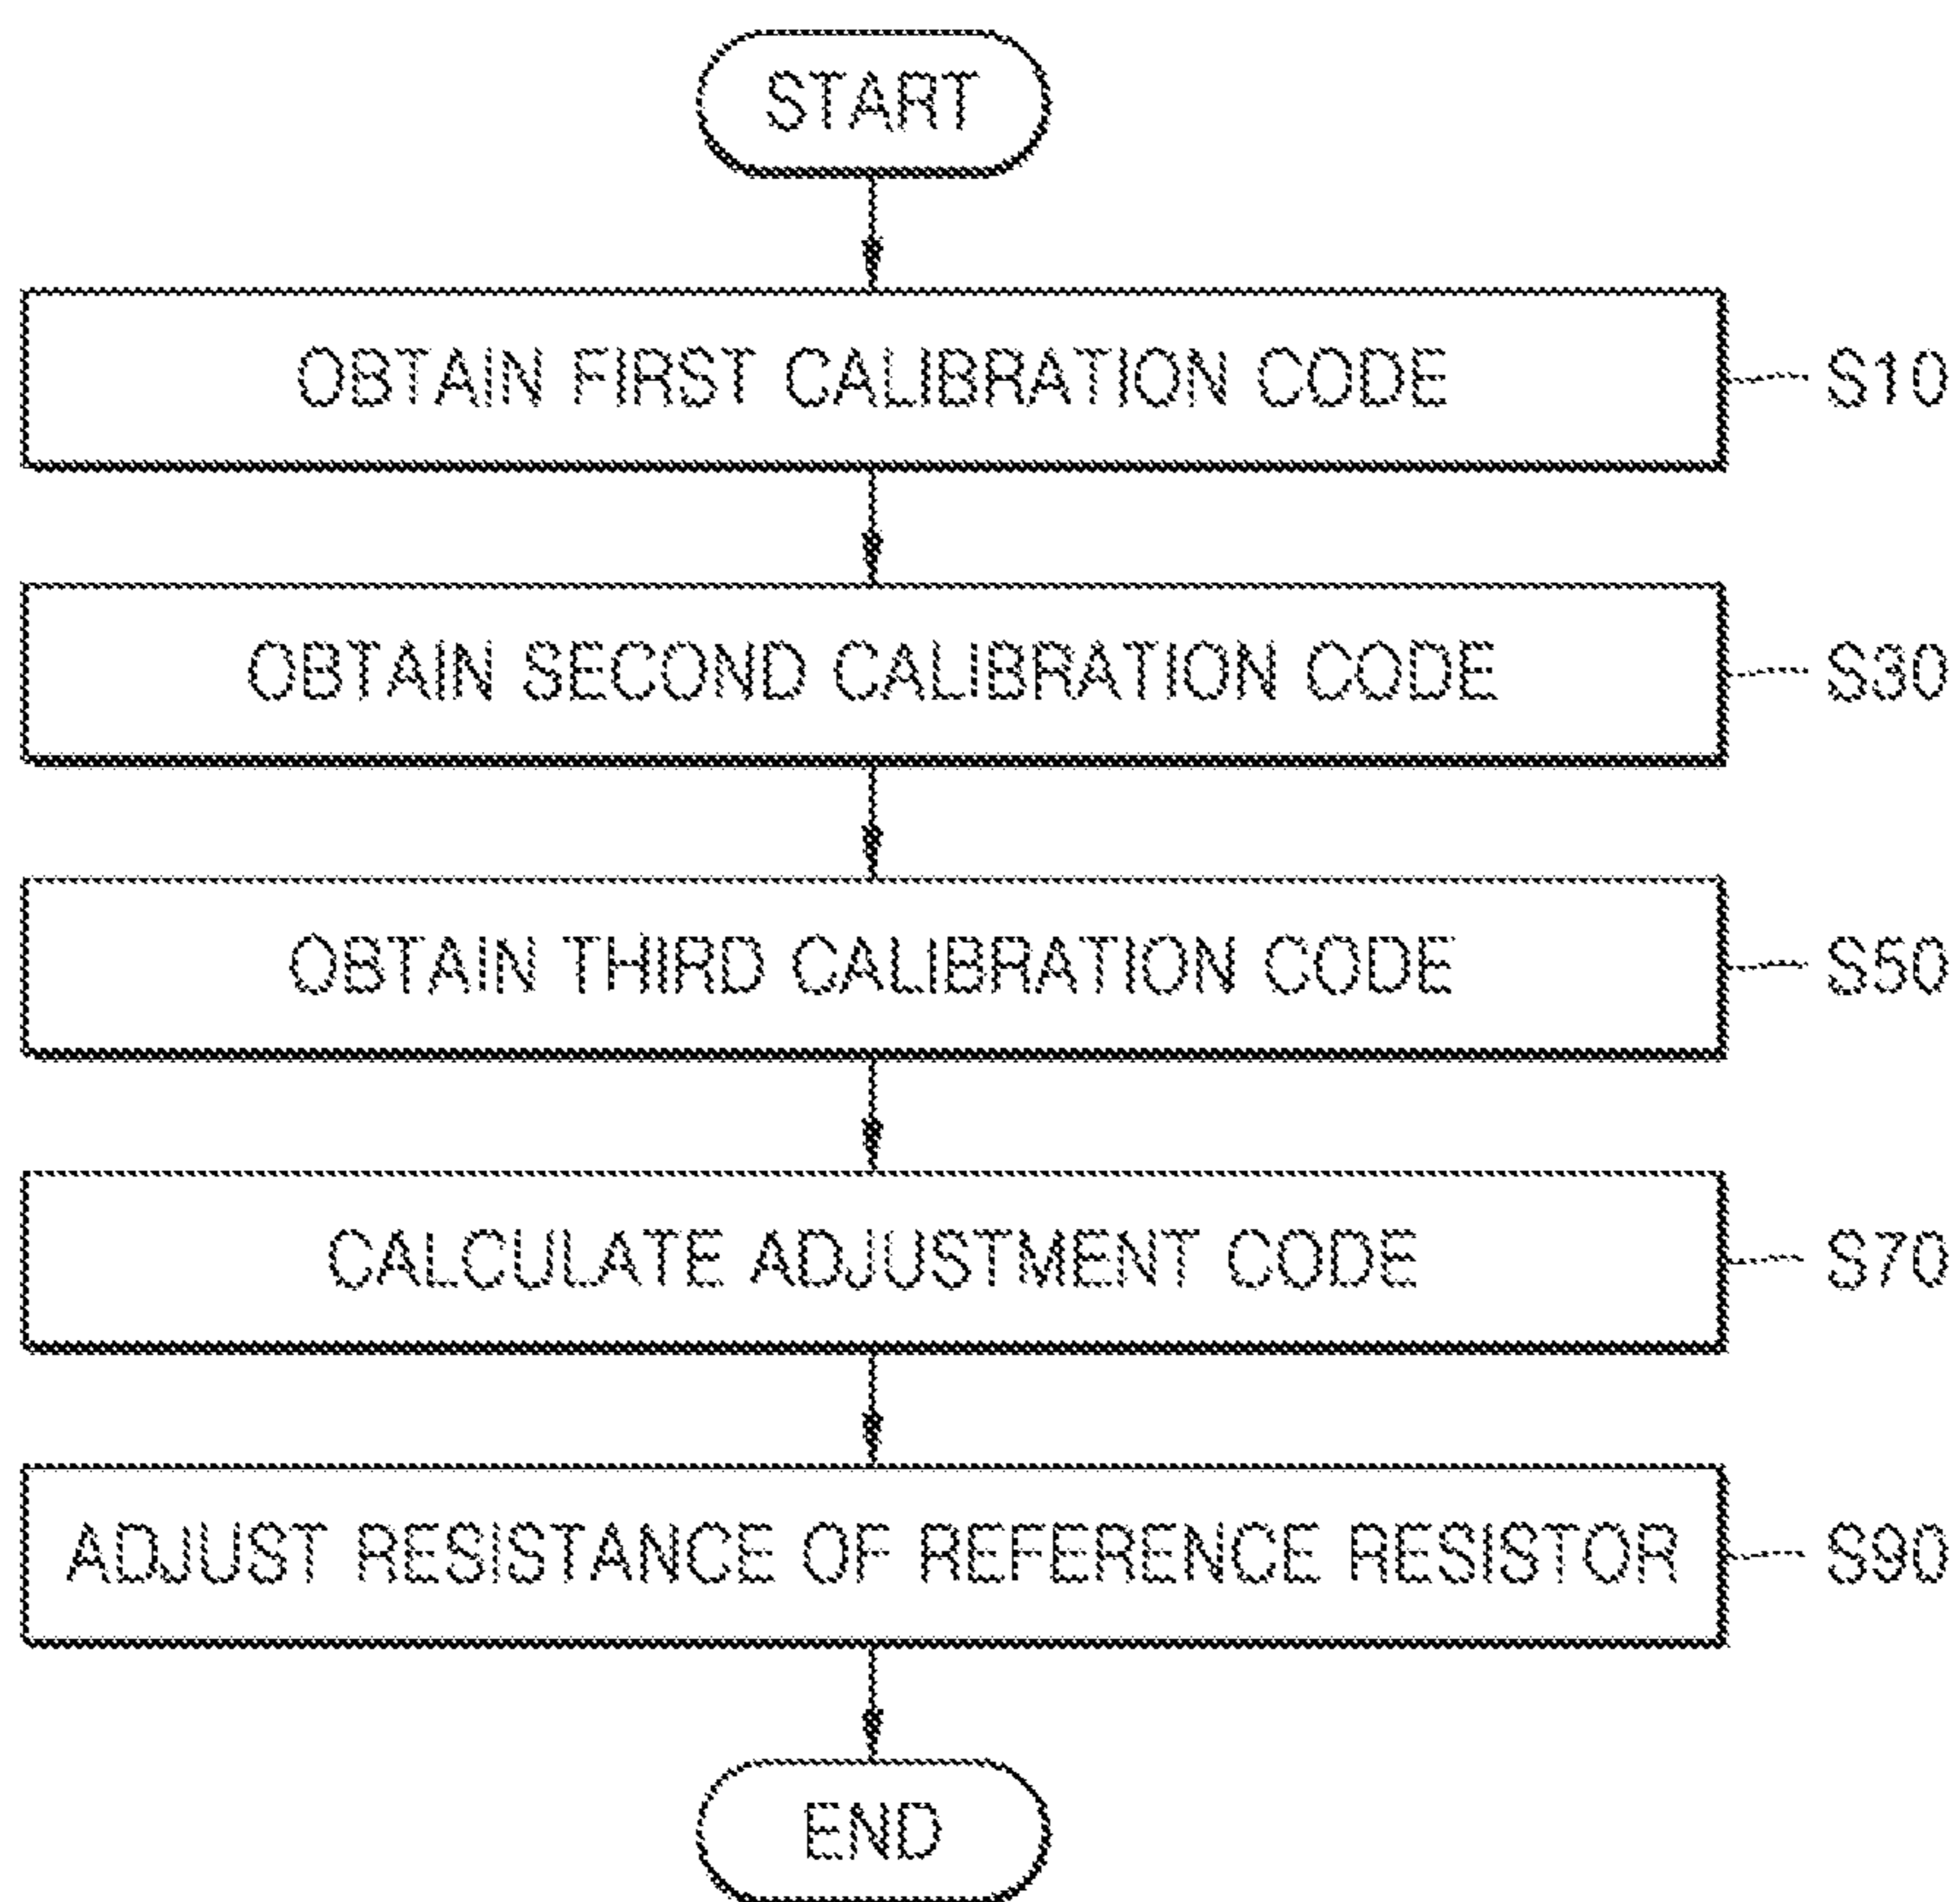 START
OBTAIN FIRST CALIBRATION CODE S10
OBTAIN SECOND CALIBRATION CODE S30
OBTAIN THIRD CALIBRATION CODE S50
CALCULATE ADJUSTMENT CODE S70
ADJUST RESISTANCE OF REFERENCE RESISTOR S90
END